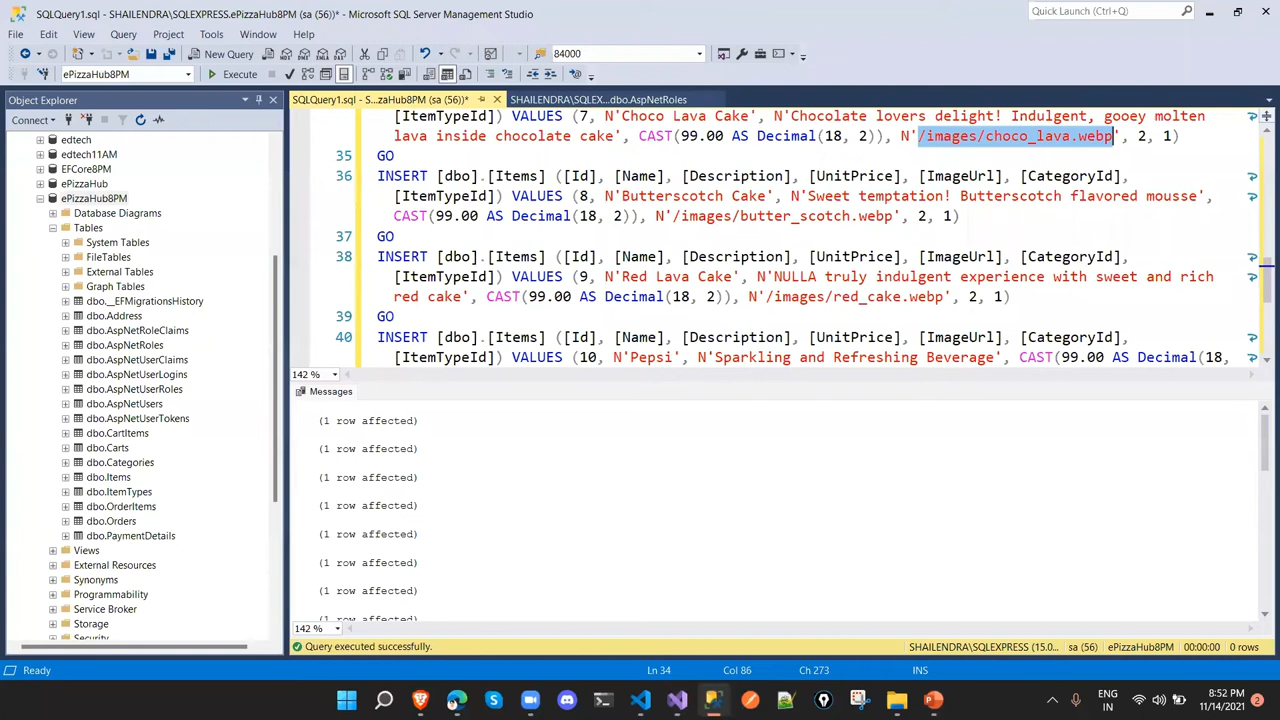 SQLQuery1.sql - SHAILENDRA\SQLEXPRESS.ePizzaHub8PM (sa (56))* - Microsoft SQL Server Management Studio
Quick Launch (Ctrl+Q)
File Edit View Query Project Tools Window Help
New Query MDX DMX XMLA DAX 84000
ePizzaHub8PM Execute
Object Explorer
SQLQuery1.sql - S...zaHub8PM (sa (56))* SHAILENDRA\SQLEX...dbo.AspNetRoles
Connect
edtech
edtech11AM
EFCore8PM
ePizzaHub
ePizzaHub8PM
Database Diagrams
Tables
System Tables
FileTables
External Tables
Graph Tables
dbo.__EFMigrationsHistory
dbo.Address
dbo.AspNetRoleClaims
dbo.AspNetRoles
dbo.AspNetUserClaims
dbo.AspNetUserLogins
dbo.AspNetUserRoles
dbo.AspNetUsers
dbo.AspNetUserTokens
dbo.CartItems
dbo.Carts
dbo.Categories
dbo.Items
dbo.ItemTypes
dbo.OrderItems
dbo.Orders
dbo.PaymentDetails
Views
External Resources
Synonyms
Programmability
Service Broker
Storage
Security
[ItemTypeId]) VALUES (7, N'Choco Lava Cake', N'Chocolate lovers delight! Indulgent, gooey molten
lava inside chocolate cake', CAST(99.00 AS Decimal(18, 2)), N'/images/choco_lava.webp', 2, 1)
35 GO
36 INSERT [dbo].[Items] ([Id], [Name], [Description], [UnitPrice], [ImageUrl], [CategoryId],
[ItemTypeId]) VALUES (8, N'Butterscotch Cake', N'Sweet temptation! Butterscotch flavored mousse',
CAST(99.00 AS Decimal(18, 2)), N'/images/butter_scotch.webp', 2, 1)
37 GO
38 INSERT [dbo].[Items] ([Id], [Name], [Description], [UnitPrice], [ImageUrl], [CategoryId],
[ItemTypeId]) VALUES (9, N'Red Lava Cake', N'NULLA truly indulgent experience with sweet and rich
red cake', CAST(99.00 AS Decimal(18, 2)), N'/images/red_cake.webp', 2, 1)
39 GO
40 INSERT [dbo].[Items] ([Id], [Name], [Description], [UnitPrice], [ImageUrl], [CategoryId],
[ItemTypeId]) VALUES (10, N'Pepsi', N'Sparkling and Refreshing Beverage', CAST(99.00 AS Decimal(18,
142 %
Messages
(1 row affected)
(1 row affected)
(1 row affected)
(1 row affected)
(1 row affected)
(1 row affected)
(1 row affected)
(1 row affected)
142 %
Query executed successfully. SHAILENDRA\SQLEXPRESS (15.0... sa (56) ePizzaHub8PM 00:00:00 0 rows
Ready Ln 34 Col 86 Ch 273 INS
ENG
IN
8:52 PM
11/14/2021
2